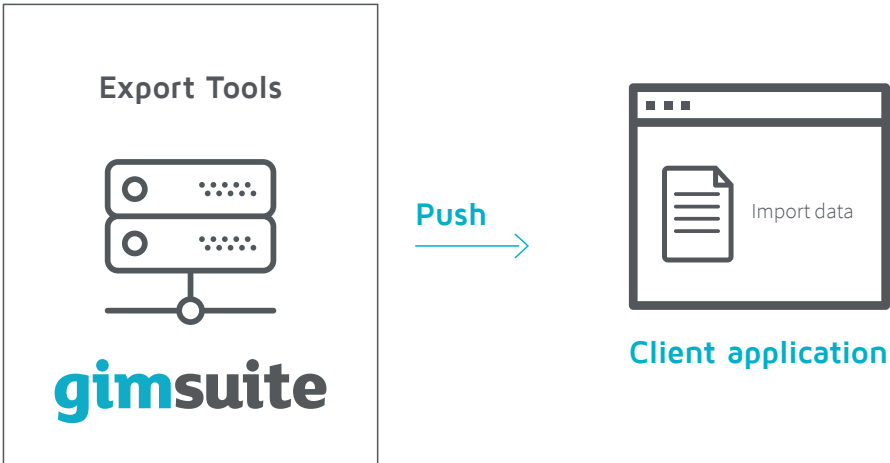 Export Tools
gimsuite
Push
Import data
Client application